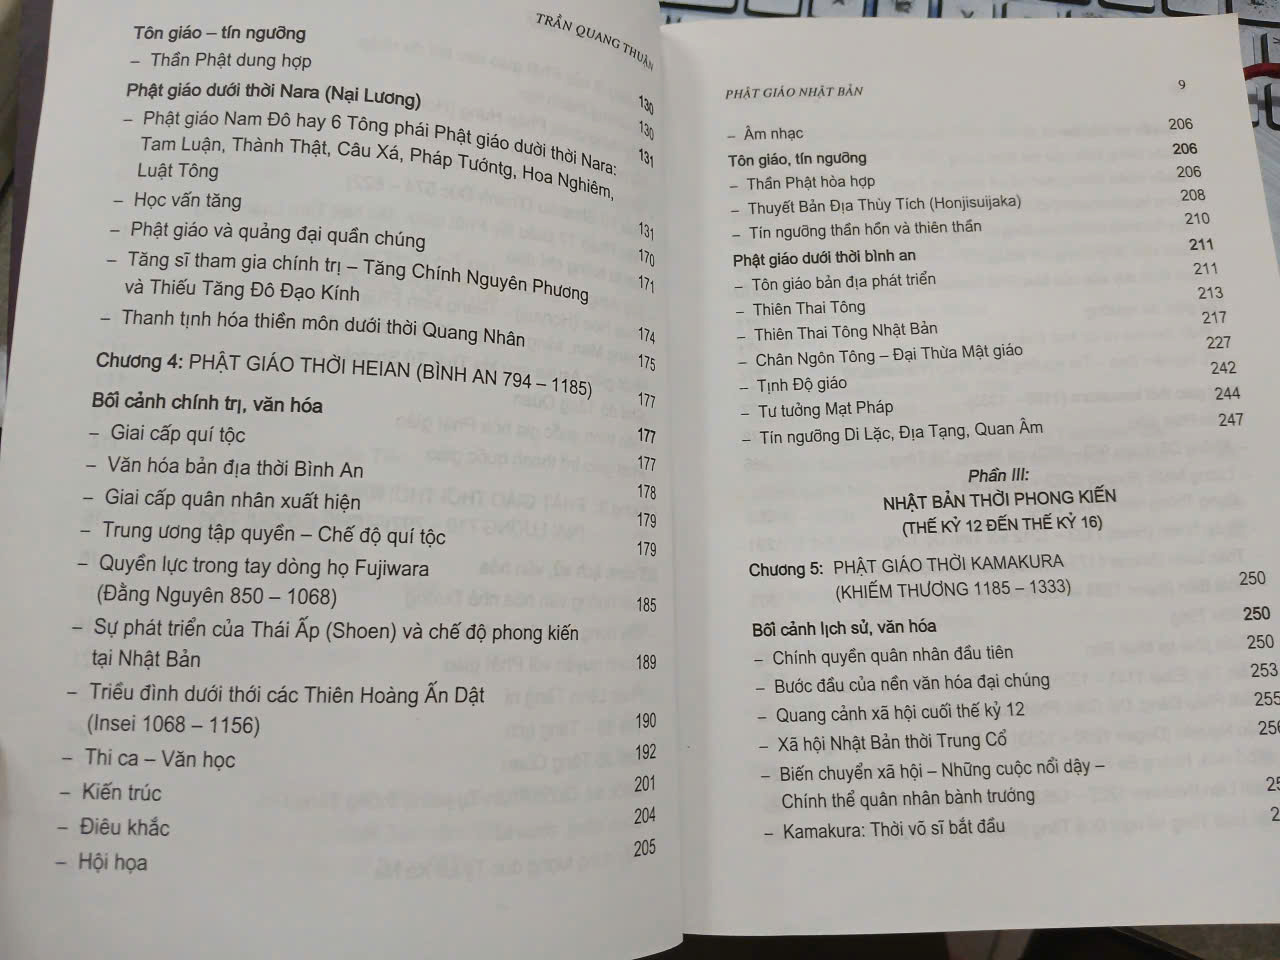 TRẦN QUANG THUẬN
Tôn giáo – tín ngưỡng 130
– Thần Phật dung hợp 130
Phật giáo dưới thời Nara (Nại Lương) 131
– Phật giáo Nam Đô hay 6 Tông phái Phật giáo dười thời Nara:
Tam Luận, Thành Thật, Câu Xá, Pháp Tướntg, Hoa Nghiêm,
Luật Tông 131
– Học vấn tăng 170
– Phật giáo và quảng đại quần chúng 171
– Tăng sĩ tham gia chính trị – Tăng Chính Nguyên Phương
và Thiếu Tăng Đô Đạo Kính 174
– Thanh tịnh hóa thiền môn dưới thời Quang Nhân 175
Chương 4: PHẬT GIÁO THỜI HEIAN (BÌNH AN 794 – 1185) 177
Bối cảnh chính trị, văn hóa 177
– Giai cấp quí tộc 177
– Văn hóa bản địa thời Bình An 178
– Giai cấp quân nhân xuất hiện 179
– Trung ương tập quyền – Chế độ quí tộc 179
– Quyền lực trong tay dòng họ Fujiwara
(Đằng Nguyên 850 – 1068) 185
– Sự phát triển của Thái Ấp (Shoen) và chế độ phong kiến
tại Nhật Bản 189
– Triều đình dưới thới các Thiên Hoàng Ẩn Dật
(Insei 1068 – 1156) 190
– Thi ca – Văn học 192
– Kiến trúc 201
– Điêu khắc 204
– Hội họa 205
PHẬT GIÁO NHẬT BẢN 9
– Âm nhạc 206
Tôn giáo, tín ngưỡng 206
– Thần Phật hòa hợp 206
– Thuyết Bản Địa Thùy Tích (Honjisuijaka) 208
– Tín ngưỡng thần hồn và thiên thần 210
Phật giáo dưới thời bình an 211
– Tôn giáo bản địa phát triển 211
– Thiên Thai Tông 213
– Thiên Thai Tông Nhật Bản 217
– Chân Ngôn Tông – Đại Thừa Mật giáo 227
– Tịnh Độ giáo 242
– Tư tưởng Mạt Pháp 244
– Tín ngưỡng Di Lặc, Địa Tạng, Quan Âm 247
Phần III:
NHẬT BẢN THỜI PHONG KIẾN
(THẾ KỶ 12 ĐẾN THẾ KỶ 16)
Chương 5: PHẬT GIÁO THỜI KAMAKURA
(KHIẾM THƯƠNG 1185 – 1333) 250
Bối cảnh lịch sử, văn hóa 250
– Chính quyền quân nhân đầu tiên 250
– Bước đầu của nền văn hóa đại chúng 253
– Quang cảnh xã hội cuối thế kỷ 12 255
– Xã hội Nhật Bản thời Trung Cổ 256
– Biến chuyển xã hội – Những cuộc nổi dậy –
Chính thể quân nhân bành trướng
– Kamakura: Thời võ sĩ bắt đầu